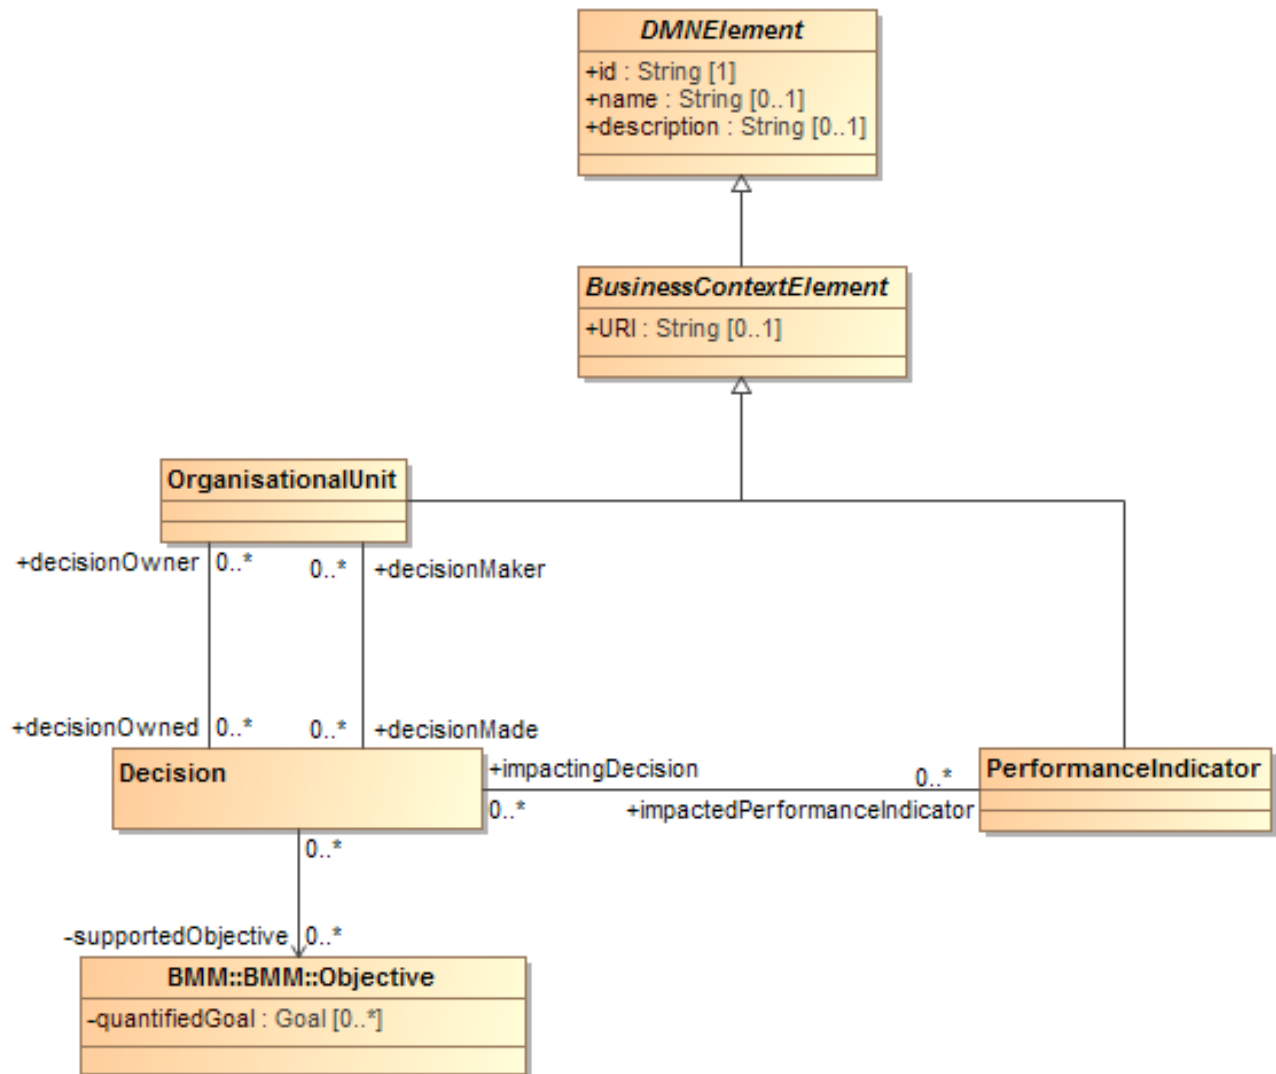 DMNElement
+id : String [1]
+name : String [0..1]
+description : String [0..1]
BusinessContextElement
+URI : String [0..1]
OrganisationalUnit
+decisionOwner
0..*
0..*
+decisionMaker
+decisionOwned
0..*
0..*
+decisionMade
Decision
+impactingDecision
0..*
0..*
+impactedPerformanceIndicator
PerformanceIndicator
0..*
-supportedObjective
0..*
BMM::BMM::Objective
-quantifiedGoal : Goal [0..*]